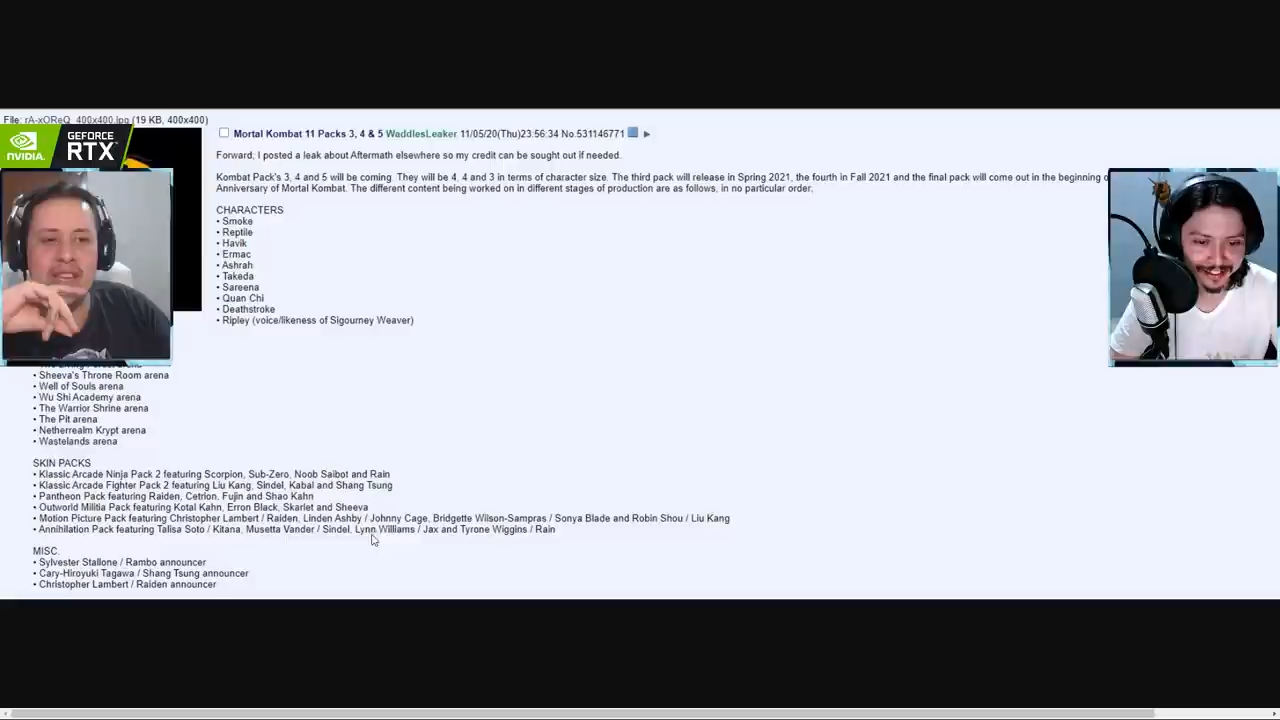 File: rA-xOReQ_400x400.jpg (19 KB, 400x400)
NVIDIA
GEFORCE
RTX
Mortal Kombat 11 Packs 3, 4 & 5 WaddlesLeaker 11/05/20(Thu)23:56:34 No.531146771
Forward, I posted a leak about Aftermath elsewhere so my credit can be sought out if needed.
Kombat Pack's 3, 4 and 5 will be coming. They will be 4, 4 and 3 in terms of character size. The third pack will release in Spring 2021, the fourth in Fall 2021 and the final pack will come out in the beginning o
Anniversary of Mortal Kombat. The different content being worked on in different stages of production are as follows, in no particular order.
CHARACTERS
• Smoke
• Reptile
• Havik
• Ermac
• Ashrah
• Takeda
• Sareena
• Quan Chi
• Deathstroke
• Ripley (voice/likeness of Sigourney Weaver)
• Sheeva's Throne Room arena
• Well of Souls arena
• Wu Shi Academy arena
• The Warrior Shrine arena
• The Pit arena
• Netherrealm Krypt arena
• Wastelands arena
SKIN PACKS
• Klassic Arcade Ninja Pack 2 featuring Scorpion, Sub-Zero, Noob Saibot and Rain
• Klassic Arcade Fighter Pack 2 featuring Liu Kang, Sindel, Kabal and Shang Tsung
• Pantheon Pack featuring Raiden, Cetrion, Fujin and Shao Kahn
• Outworld Militia Pack featuring Kotal Kahn, Erron Black, Skarlet and Sheeva
• Motion Picture Pack featuring Christopher Lambert / Raiden, Linden Ashby / Johnny Cage, Bridgette Wilson-Sampras / Sonya Blade and Robin Shou / Liu Kang
• Annihilation Pack featuring Talisa Soto / Kitana, Musetta Vander / Sindel, Lynn Williams / Jax and Tyrone Wiggins / Rain
MISC.
• Sylvester Stallone / Rambo announcer
• Cary-Hiroyuki Tagawa / Shang Tsung announcer
• Christopher Lambert / Raiden announcer